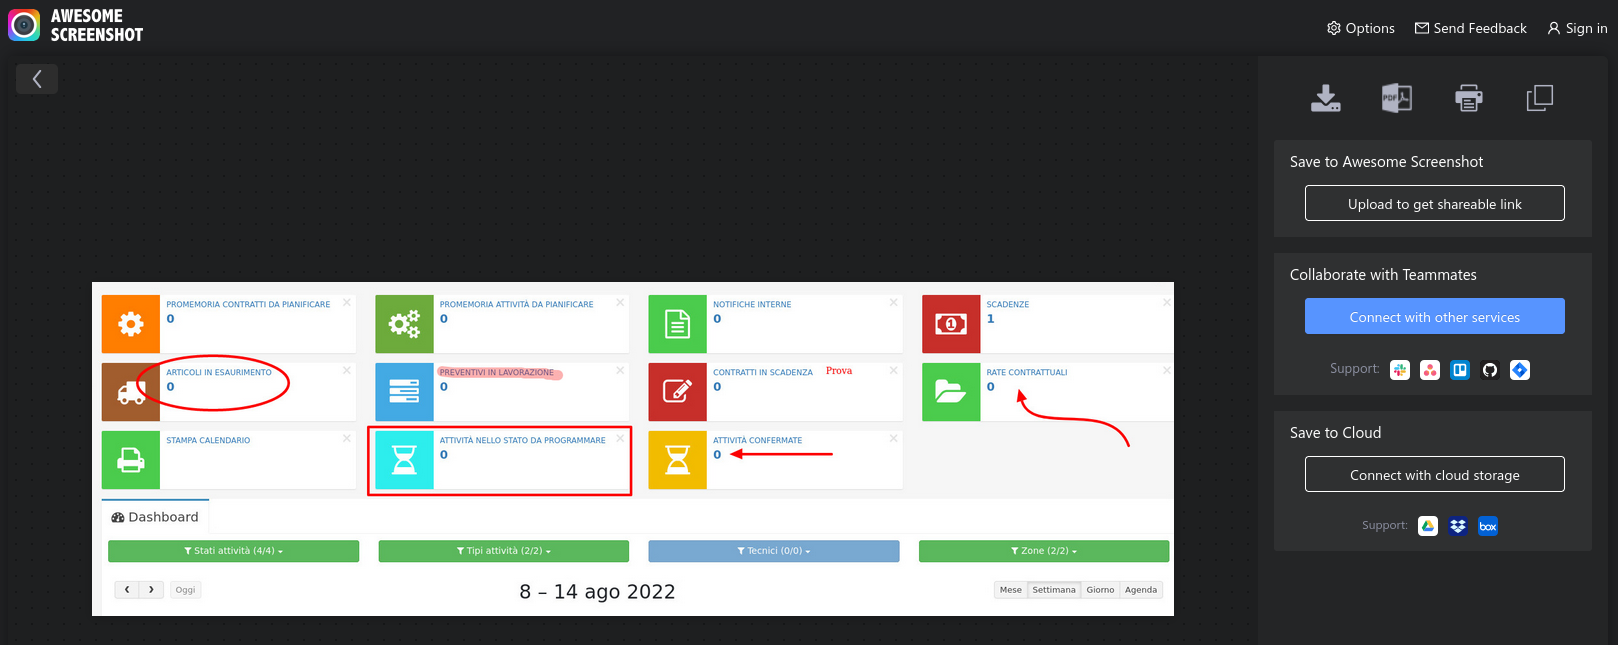 AWESOME
SCREENSHOT
Options
Send Feedback
Sign in
PDF
Save to Awesome Screenshot
Upload to get shareable link
Collaborate with Teammates
Connect with other services
Support:
Save to Cloud
Connect with cloud storage
Support:
box
PROMEMORIA CONTRATTI DA PIANIFICARE
0
PROMEMORIA ATTIVITÀ DA PIANIFICARE
0
NOTIFICHE INTERNE
0
1
SCADENZE
1
ARTICOLI IN ESAURIMENTO
0
PREVENTIVI IN LAVORAZIONE
0
CONTRATTI IN SCADENZA Prova
0
RATE CONTRATTUALI
0
STAMPA CALENDARIO
ATTIVITÀ NELLO STATO DA PROGRAMMARE
0
ATTIVITÀ CONFERMATE
0
Dashboard
Stati attività (4/4)
Tipi attività (2/2)
Tecnici (0/0)
Zone (2/2)
Oggi
8 – 14 ago 2022
Mese Settimana Giorno Agenda